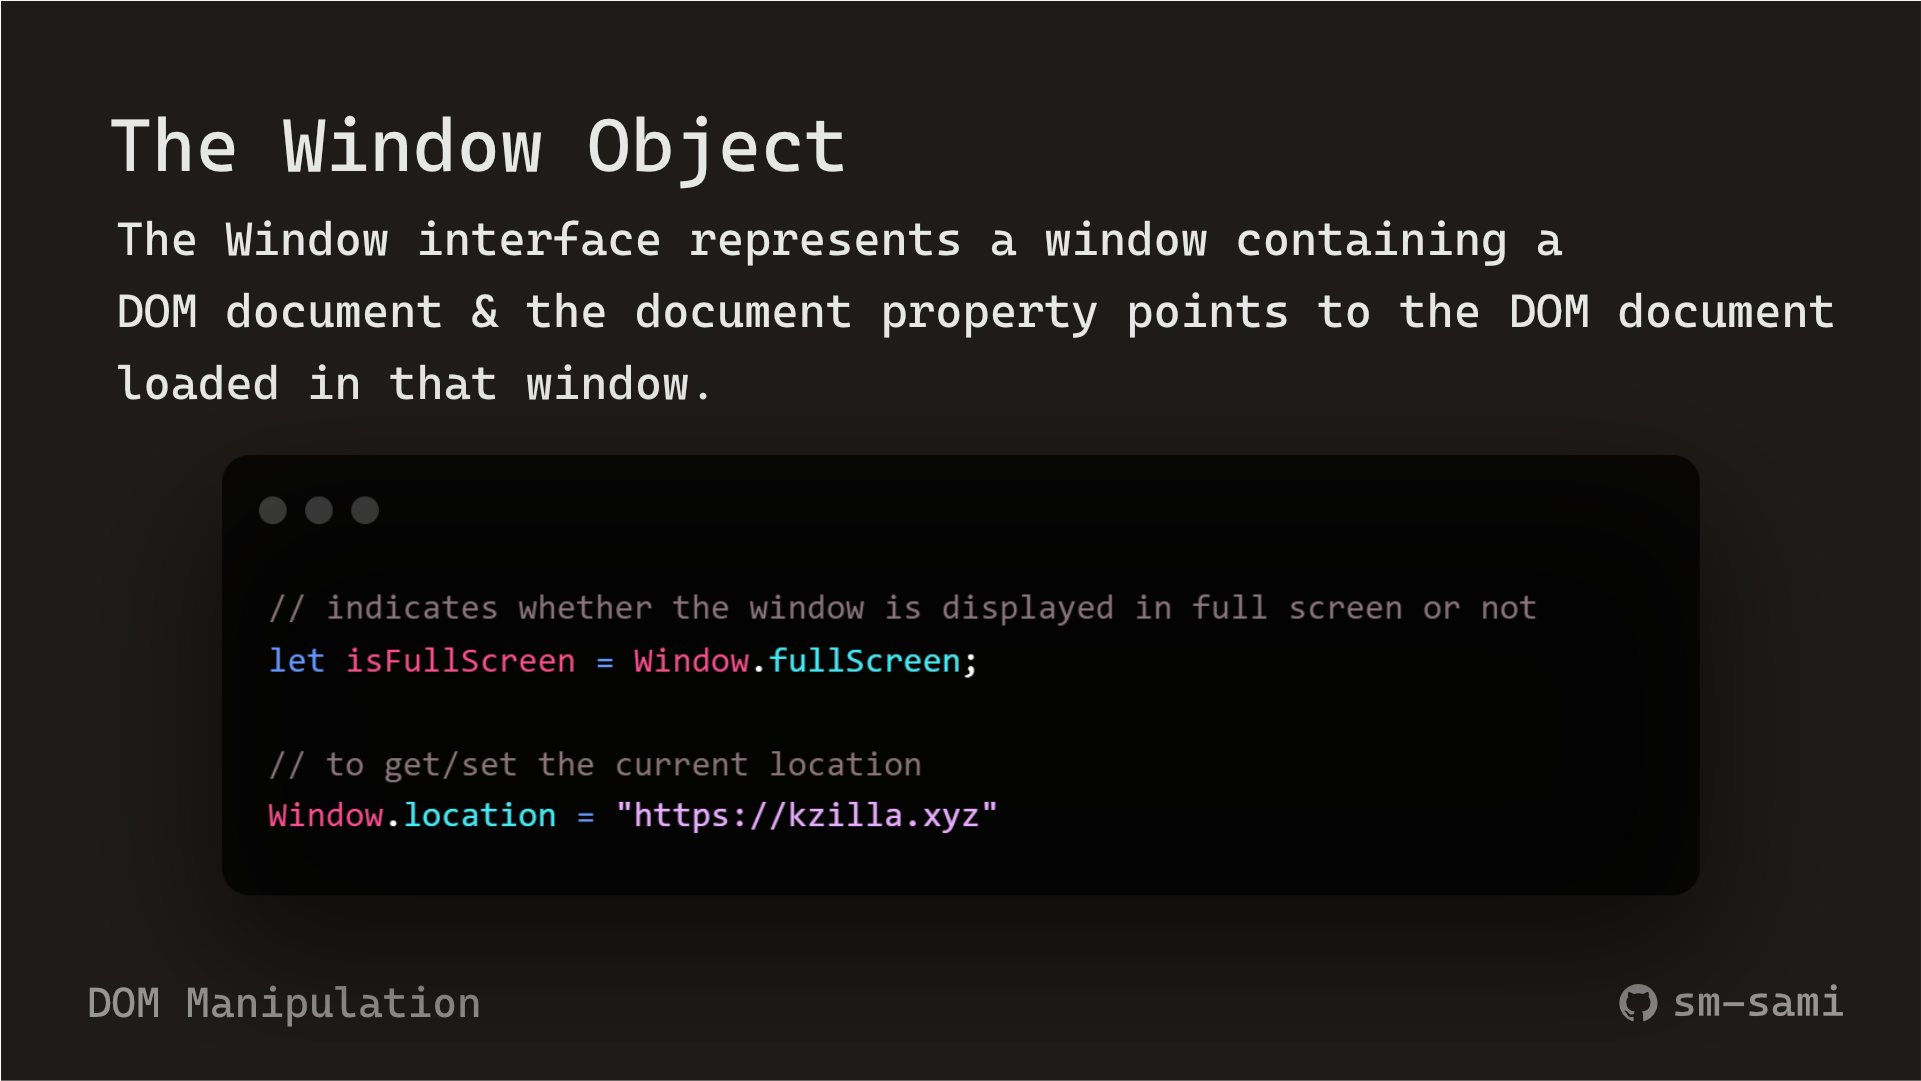 The Window Object
The Window interface represents a window containing a
DOM document & the document property points to the DOM document
loaded in that window.
// indicates whether the window is displayed in full screen or not
let isFullScreen = Window.fullScreen;
// to get/set the current location
Window.location = "https://kzilla.xyz"
DOM Manipulation
sm-sami